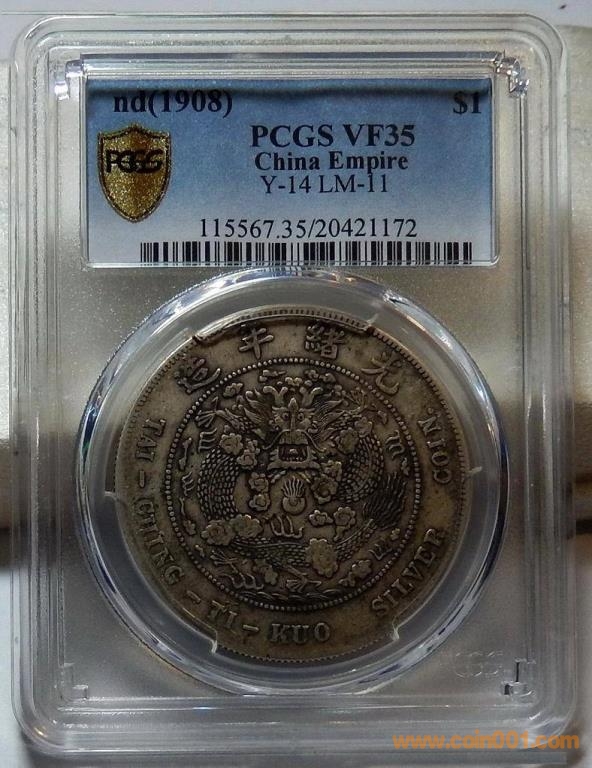 nd(1908) $1
PCGS
PCGS VF35
China Empire
Y-14 LM-11
115567.35/20421172
造年緒光
TAI-CHING-TI-KUO SILVER COIN.
www.coin001.com